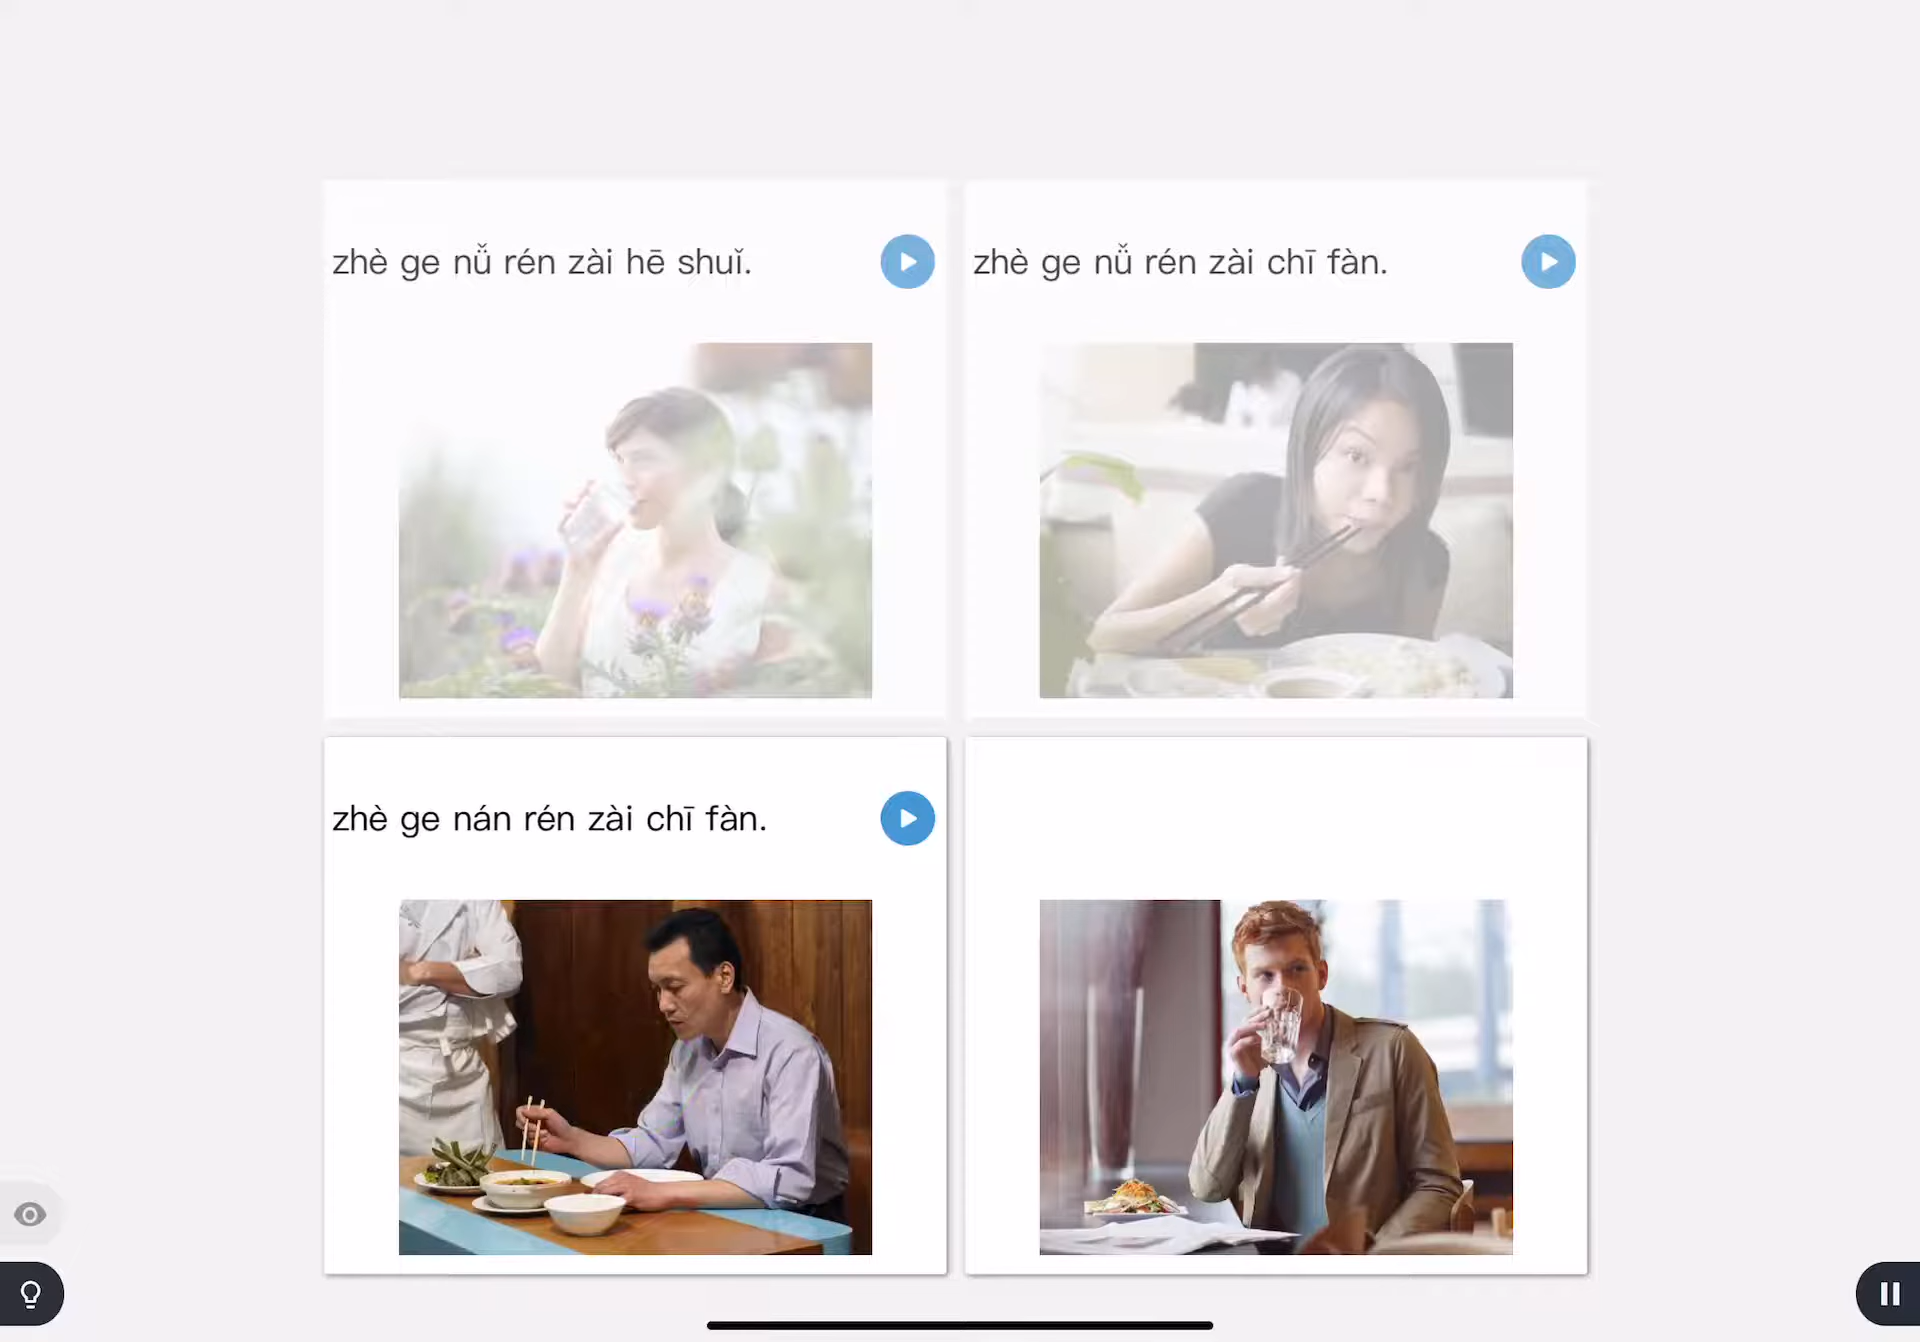 zhè ge nǚ rén zài hē shuǐ.
zhè ge nǚ rén zài chī fàn.
zhè ge nán rén zài chī fàn.